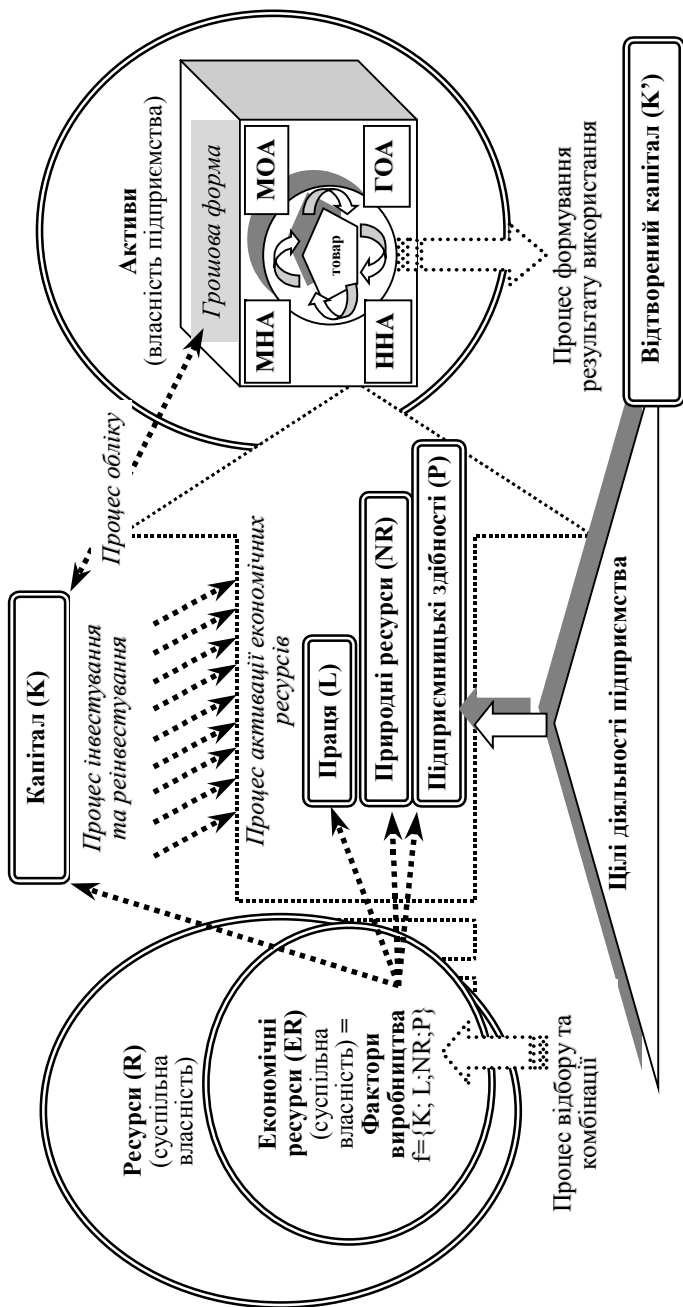 Ресурси (R)
(суспільна
власність)
Економічні
ресурси (ER)
(суспільна
власність) =
Фактори
виробництва
f={K; L;NR;P}
Процес відбору та
комбінації
Капітал (K)
Процес інвестування
та реінвестування
Процес активації економічних
ресурсів
Праця (L)
Природні ресурси (NR)
Підприємницькі здібності (P)
Цілі діяльності підприємства
Процес обліку
Активи
(власність підприємства)
Грошова форма
МНА
МОА
товар
ННА
ГОА
Процес формування
результату використання
Відтворений капітал (K’)